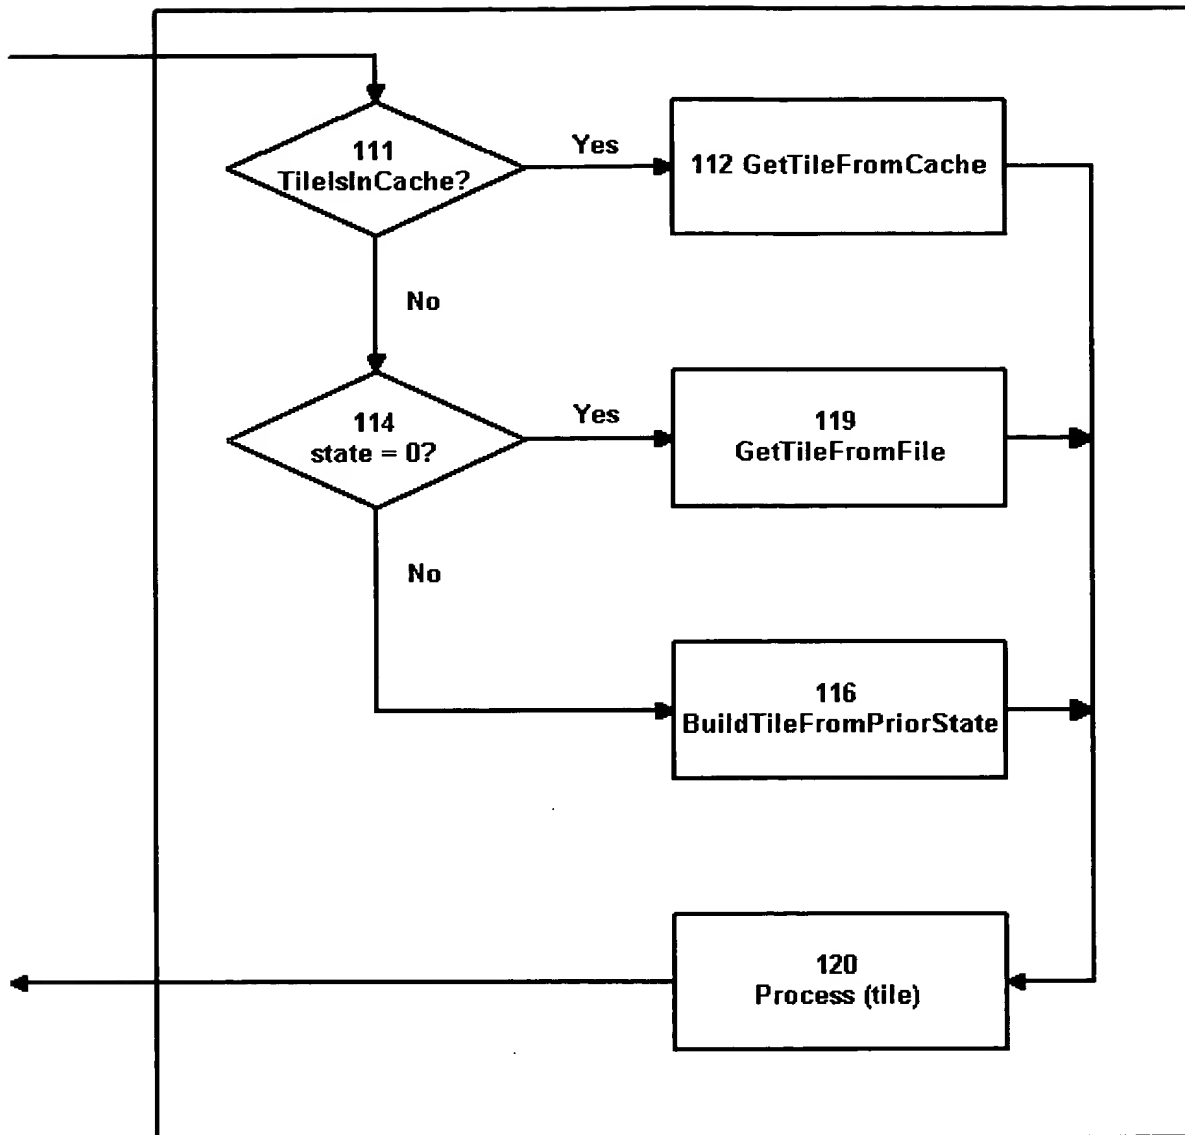 111
TileIsInCache?
Yes
112 GetTileFromCache
No
114
state = 0?
Yes
119
GetTileFromFile
No
116
BuildTileFromPriorState
120
Process (tile)